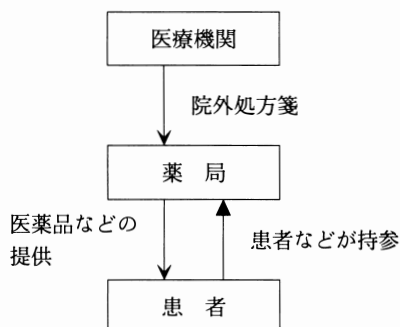 医療機関
院外処方箋
薬 局
医薬品などの
提供
患者などが持参
患 者